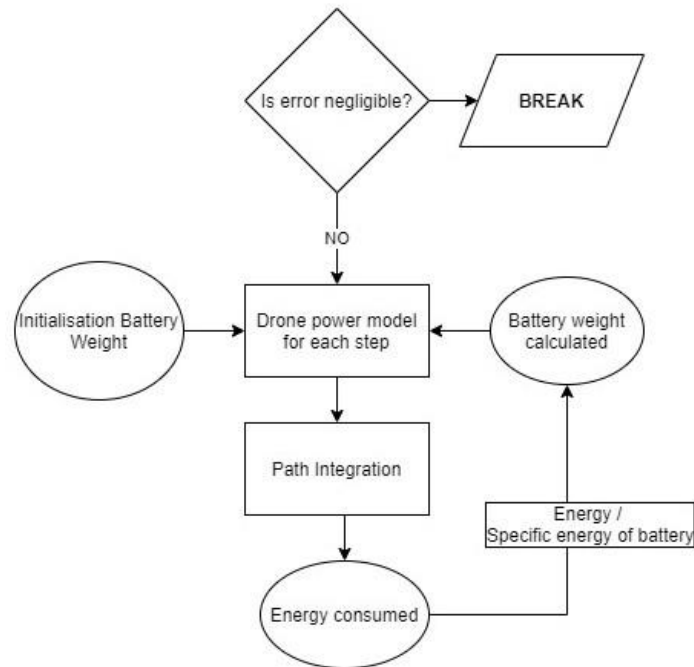 Is error negligible?
BREAK
NO
Initialisation Battery
Weight
Drone power model
for each step
Battery weight
calculated
Path Integration
Energy /
Specific energy of battery
Energy consumed